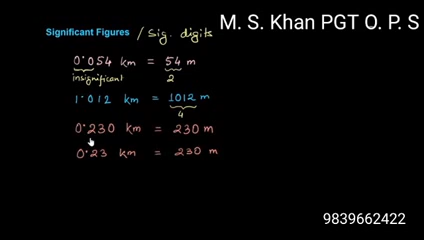 M. S. Khan PGT O. P. S
Significant Figures / Sig. digits
0.054 km = 54 m
insignificant 2
1.012 km = 1012 m
4
0.230 km = 230 m
0.23 km = 230 m
9839662422